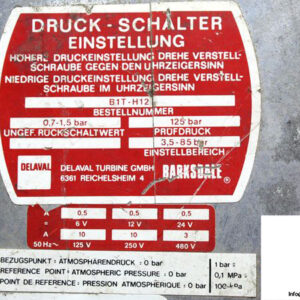 DRUCK - SCHALTER
EINSTELLUNG
HÖHERE DRUCKEINSTELLUNG DREHE VERSTELL-
SCHRAUBE GEGEN DEN UHRZEIGERSINN
NIEDRIGE DRUCKEINSTELLUNG DREHE VERSTELL-
SCHRAUBE IM UHRZEIGERSINN
B1T-H12
BESTELLNUMMER
0,7-1,5 bar 125 bar
UNGEF. RÜCKSCHALTWERT PRÜFDRUCK
3,5-85 bar
EINSTELLBEREICH
DELAVAL DELAVAL TURBINE GMBH BARKSDALE
6361 REICHELSHEIM 4
A 0.5 0.5 0.5
= 6 V 12 V 24 V
A 10 10 3
50 Hz~ 125 V 250 V 480 V
BEZUGSPUNKT : ATMOSPHÄRENDRUCK : 0 bar 1 bar
REFERENCE POINT : ATMOSPHERIC PRESSURE : 0 bar 0,1 MPa
POINT DE REFERENCE : PRESSION ATMOSPHERIQUE : 0 bar